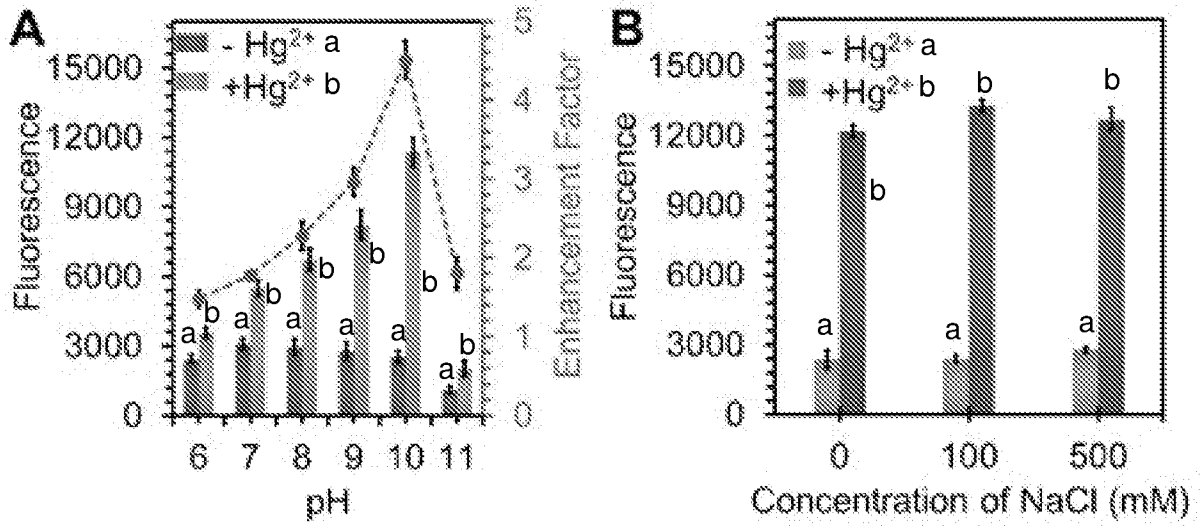 A
- Hg2+ a
+Hg2+ b
Fluorescence
15000
12000
9000
6000
3000
0
5
4
3
2
1
0
Enhancement Factor
a b a b a b a b a b a b
6 7 8 9 10 11
pH
B
- Hg2+ a
+Hg2+ b
Fluorescence
15000
12000
9000
6000
3000
0
a b a b a b
0 100 500
Concentration of NaCl (mM)